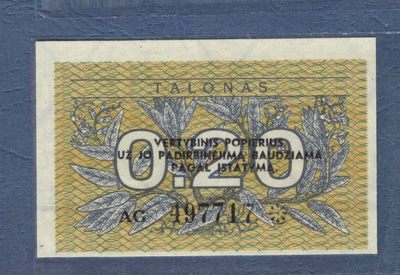 TALONAS
0.20
VERTYBINIS POPIERIUS
UŽ JO PADIRBINĖJIMĄ BAUDŽIAMA
PAGAL ĮSTATYMĄ
AG 497717